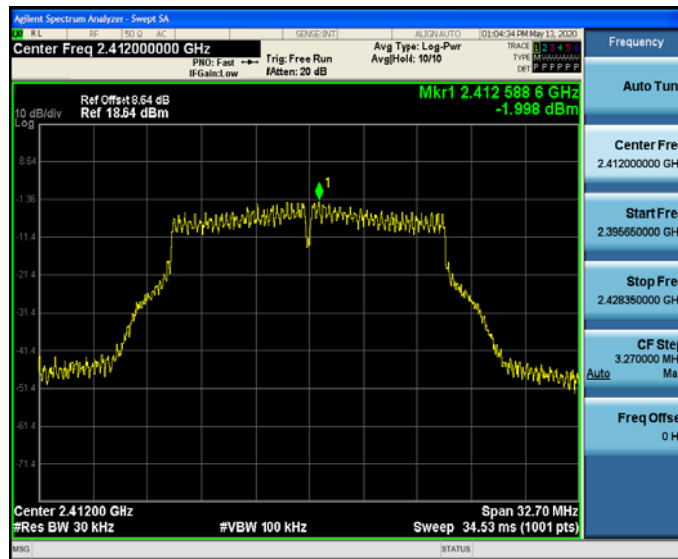 Agilent Spectrum Analyzer - Swept SA
RL RF 50 Ω AC SENSE:INT ALIGN AUTO 01:04:34 PM May 13, 2020
Center Freq 2.412000000 GHz
PNO: Fast
IFGain:Low
Trig: Free Run
#Atten: 20 dB
Avg Type: Log-Pwr
Avg|Hold: 10/10
TRACE 1 2 3 4 5 6
TYPE M
DET P P P P P P
Frequency
Ref Offset 8.64 dB
10 dB/div Ref 18.64 dBm
Log
Mkr1 2.412 588 6 GHz
-1.998 dBm
8.64
-1.36
-11.4
-21.4
-31.4
-41.4
-51.4
-61.4
-71.4
1
Auto Tun
Center Fre
2.412000000 GH
Start Fre
2.395650000 GH
Stop Fre
2.428350000 GH
CF Ste
3.270000 MH
Auto Ma
Freq Offse
0 H
Center 2.41200 GHz Span 32.70 MHz
#Res BW 30 kHz #VBW 100 kHz Sweep 34.53 ms (1001 pts)
MSG STATUS